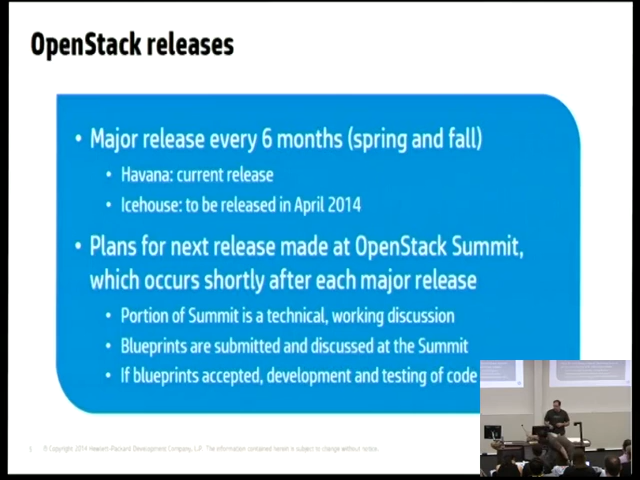 OpenStack releases
• Major release every 6 months (spring and fall)
• Havana: current release
• Icehouse: to be released in April 2014
• Plans for next release made at OpenStack Summit,
which occurs shortly after each major release
• Portion of Summit is a technical, working discussion
• Blueprints are submitted and discussed at the Summit
• If blueprints accepted, development and testing of code
© Copyright 2014 Hewlett-Packard Development Company, L.P. The information contained herein is subject to change without notice.